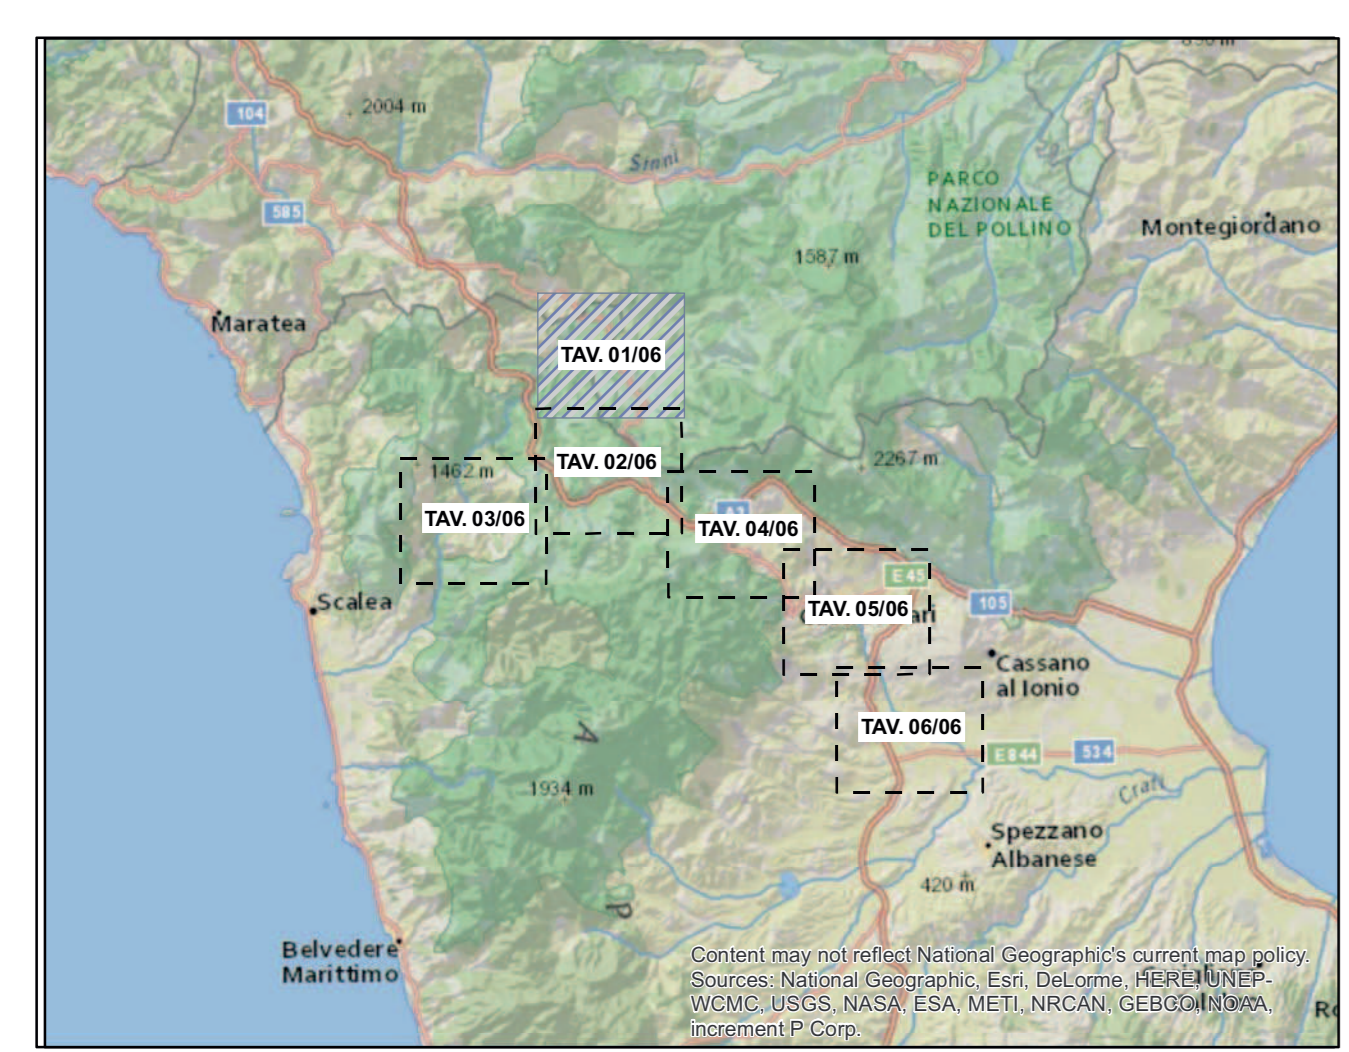 104
2004 m
Sinni
PARCO
NAZIONALE
DEL POLLINO
585
Montegiordano
1587 m
Maratea
TAV. 01/06
TAV. 02/06
1462 m
2267 m
TAV. 03/06
A3
TAV. 04/06
E 45
105
Scalea
TAV. 05/06
ari
Cassano
al Ionio
TAV. 06/06
A
E 844
534
1934 m
Crati
Spezzano
Albanese
420 m
P
Belvedere
Marittimo
Content may not reflect National Geographic's current map policy.
Sources: National Geographic, Esri, DeLorme, HERE, UNEP-
WCMC, USGS, NASA, ESA, METI, NRCAN, GEBCO, NOAA,
increment P Corp.